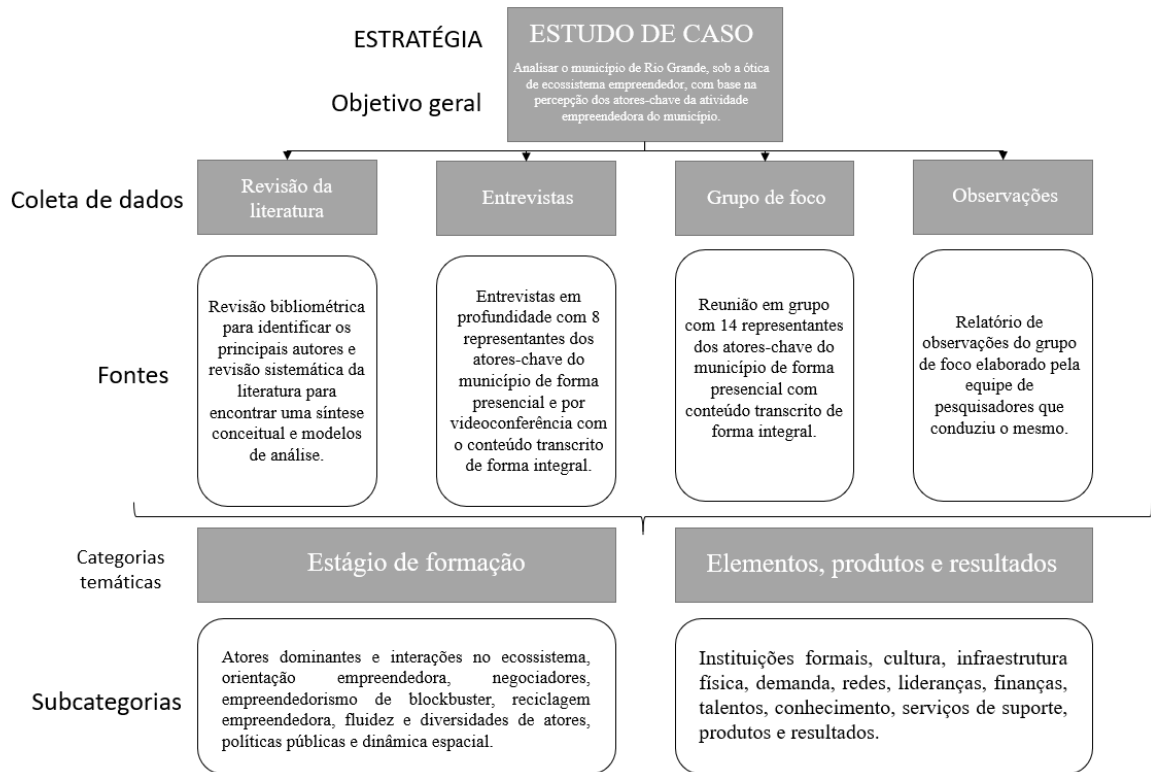 ESTRATÉGIA
ESTUDO DE CASO
Objetivo geral
Analisar o município de Rio Grande, sob a ótica
de ecossistema empreendedor, com base na
percepção dos atores-chave da atividade
empreendedora do município.
Coleta de dados
Revisão da
literatura
Entrevistas
Grupo de foco
Observações
Fontes
Revisão bibliométrica
para identificar os
principais autores e
revisão sistemática da
literatura para
encontrar uma síntese
conceitual e modelos
de análise.
Entrevistas em
profundidade com 8
representantes dos
atores-chave do
município de forma
presencial e por
videoconferência com
o conteúdo transcrito
de forma integral.
Reunião em grupo
com 14 representantes
dos atores-chave do
município de forma
presencial com
conteúdo transcrito de
forma integral.
Relatório de
observações do grupo
de foco elaborado pela
equipe de
pesquisadores que
conduziu o mesmo.
Categorias
temáticas
Estágio de formação
Elementos, produtos e resultados
Subcategorias
Atores dominantes e interações no ecossistema,
orientação empreendedora, negociadores,
empreendedorismo de blockbuster, reciclagem
empreendedora, fluidez e diversidades de atores,
políticas públicas e dinâmica espacial.
Instituições formais, cultura, infraestrutura
física, demanda, redes, lideranças, finanças,
talentos, conhecimento, serviços de suporte,
produtos e resultados.